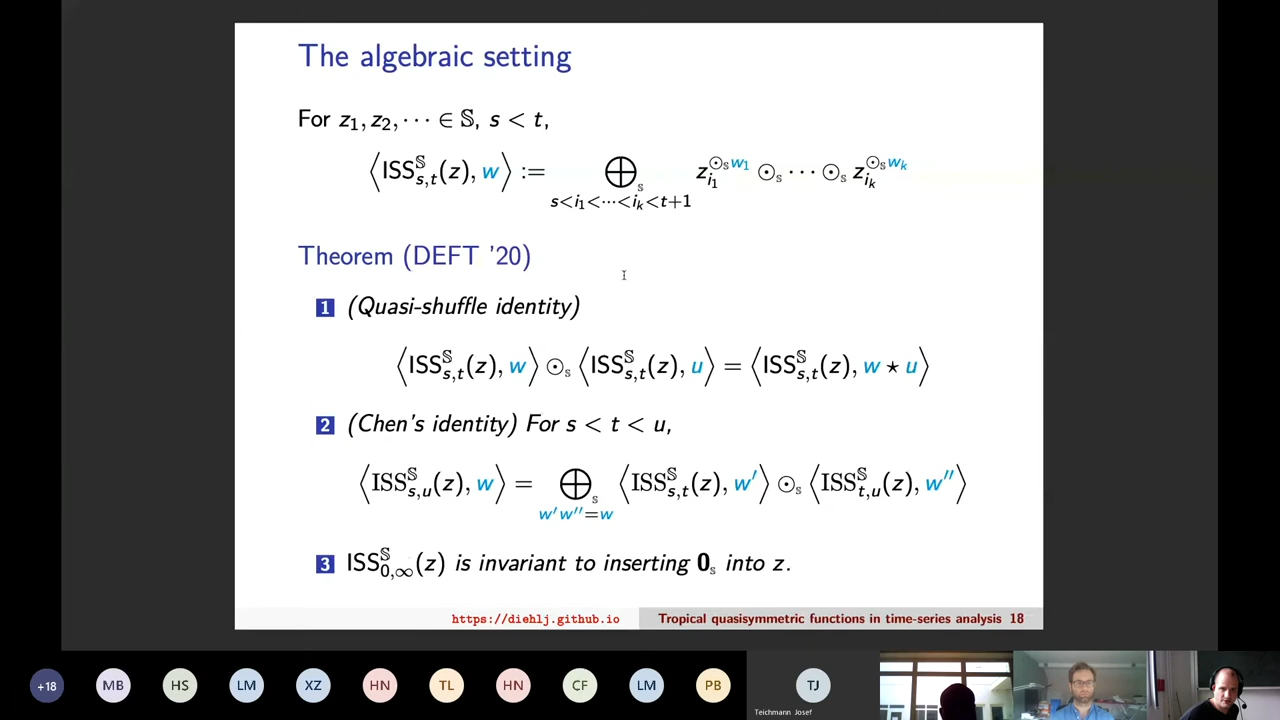 The algebraic setting
For z₁, z₂, ⋯ ∈ 𝕊, s < t,
⟨ISS^𝕊_{s,t}(z), w⟩ := ⨁_𝕊 z_{i₁}^{⊙_𝕊 w₁} ⊙_𝕊 ⋯ ⊙_𝕊 z_{i_k}^{⊙_𝕊 w_k}
s<i₁<⋯<i_k<t+1
Theorem (DEFT '20)
1 (Quasi-shuffle identity)
⟨ISS^𝕊_{s,t}(z), w⟩ ⊙_𝕊 ⟨ISS^𝕊_{s,t}(z), u⟩ = ⟨ISS^𝕊_{s,t}(z), w ⋆ u⟩
2 (Chen's identity) For s < t < u,
⟨ISS^𝕊_{s,u}(z), w⟩ = ⨁_𝕊 ⟨ISS^𝕊_{s,t}(z), w′⟩ ⊙_𝕊 ⟨ISS^𝕊_{t,u}(z), w″⟩
w′w″=w
3 ISS^𝕊_{0,∞}(z) is invariant to inserting 0_𝕊 into z.
https://diehlj.github.io Tropical quasisymmetric functions in time-series analysis 18
+18 MB HS LM XZ HN TL HN CF LM PB TJ
Teichmann Josef